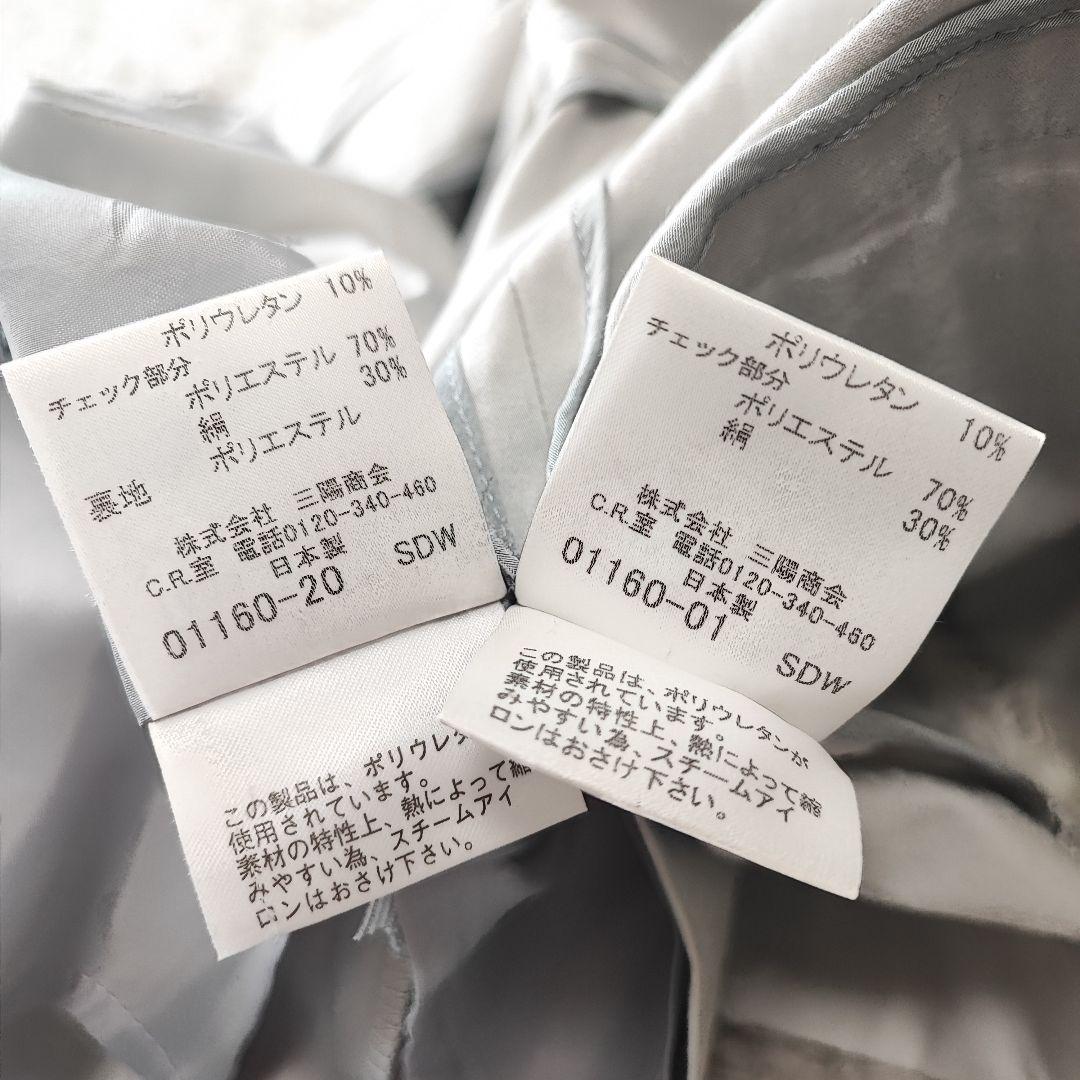 ポリウレタン 10%
チェック部分
ポリエステル 70%
絹 30%
ポリエステル
裏地
株式会社 三陽商会
C.R.室 電話0120-340-460
日本製
01160-20 SDW
この製品は、ポリウレタ
使用されています。
素材の特性上、熱によって縮
みやすい為、スチームアイ
ロンはおさけ下さい。
ポリウレタン 10%
チェック部分
ポリエステル 70%
絹 30%
株式会社 三陽商会
C.R.室 電話0120-340-460
日本製
01160-01 SDW
この製品は、ポリウレタンが
使用されています。
素材の特性上、熱によって縮
みやすい為、スチームアイ
ロンはおさけ下さい。